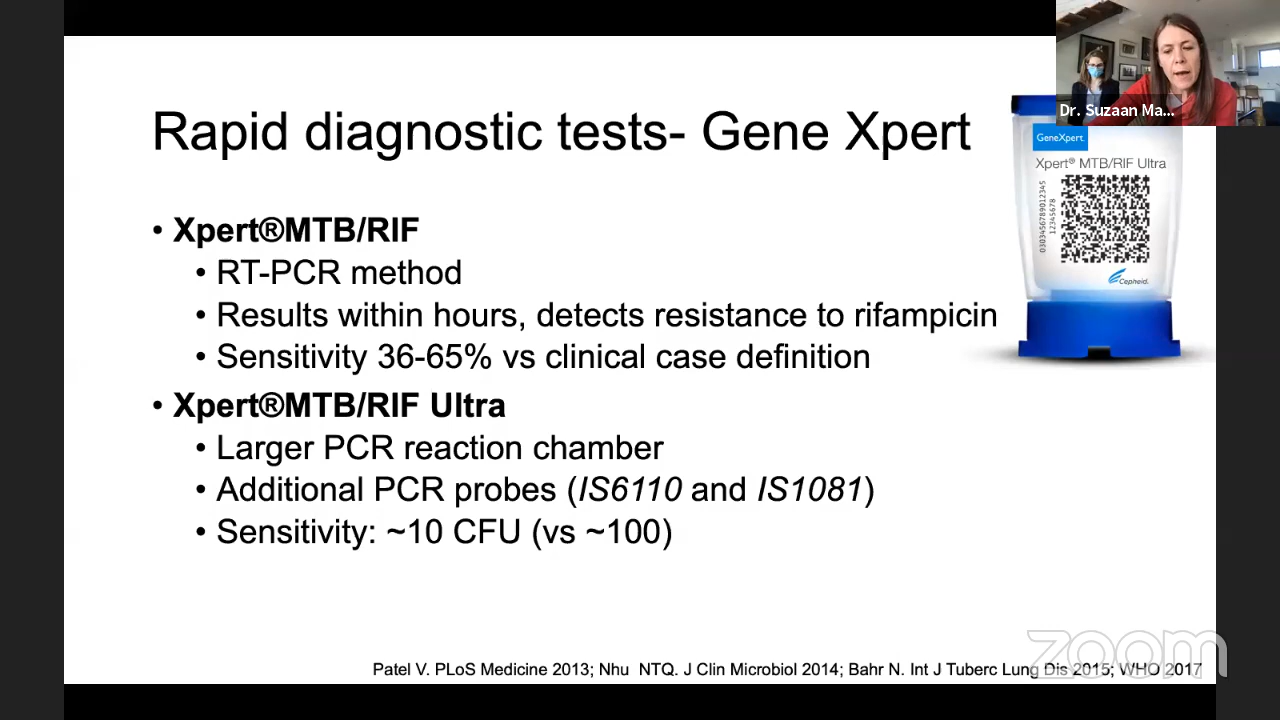 Dr. Suzaan Ma...
Rapid diagnostic tests- Gene Xpert
GeneXpert.
Xpert® MTB/RIF Ultra
0303456789012345
12345678
Cepheid.
• Xpert®MTB/RIF
• RT-PCR method
• Results within hours, detects resistance to rifampicin
• Sensitivity 36-65% vs clinical case definition
• Xpert®MTB/RIF Ultra
• Larger PCR reaction chamber
• Additional PCR probes (IS6110 and IS1081)
• Sensitivity: ~10 CFU (vs ~100)
Patel V. PLoS Medicine 2013; Nhu NTQ. J Clin Microbiol 2014; Bahr N. Int J Tuberc Lung Dis 2015; WHO 2017
zoom